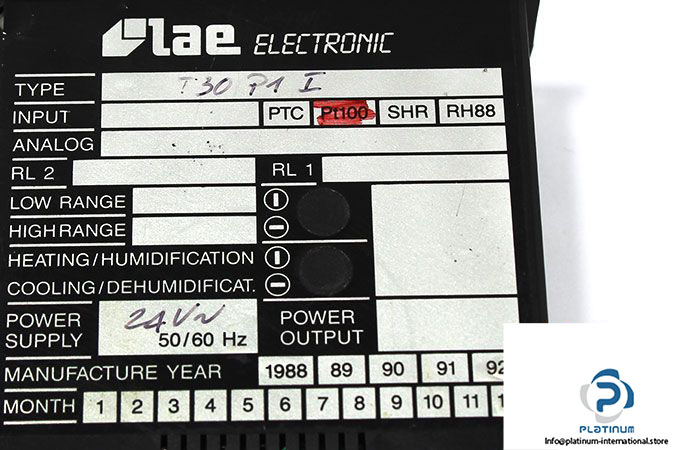 lae ELECTRONIC
TYPE T30 P1 I
INPUT PTC Pt100 SHR RH88
ANALOG
RL 2 RL 1
LOW RANGE
HIGH RANGE
HEATING/HUMIDIFICATION
COOLING/DEHUMIDIFICAT.
POWER SUPPLY 24V~ 50/60 Hz POWER OUTPUT
MANUFACTURE YEAR 1988 89 90 91 92
MONTH 1 2 3 4 5 6 7 8 9 10 11
PLATINUM
info@platinum-international.store